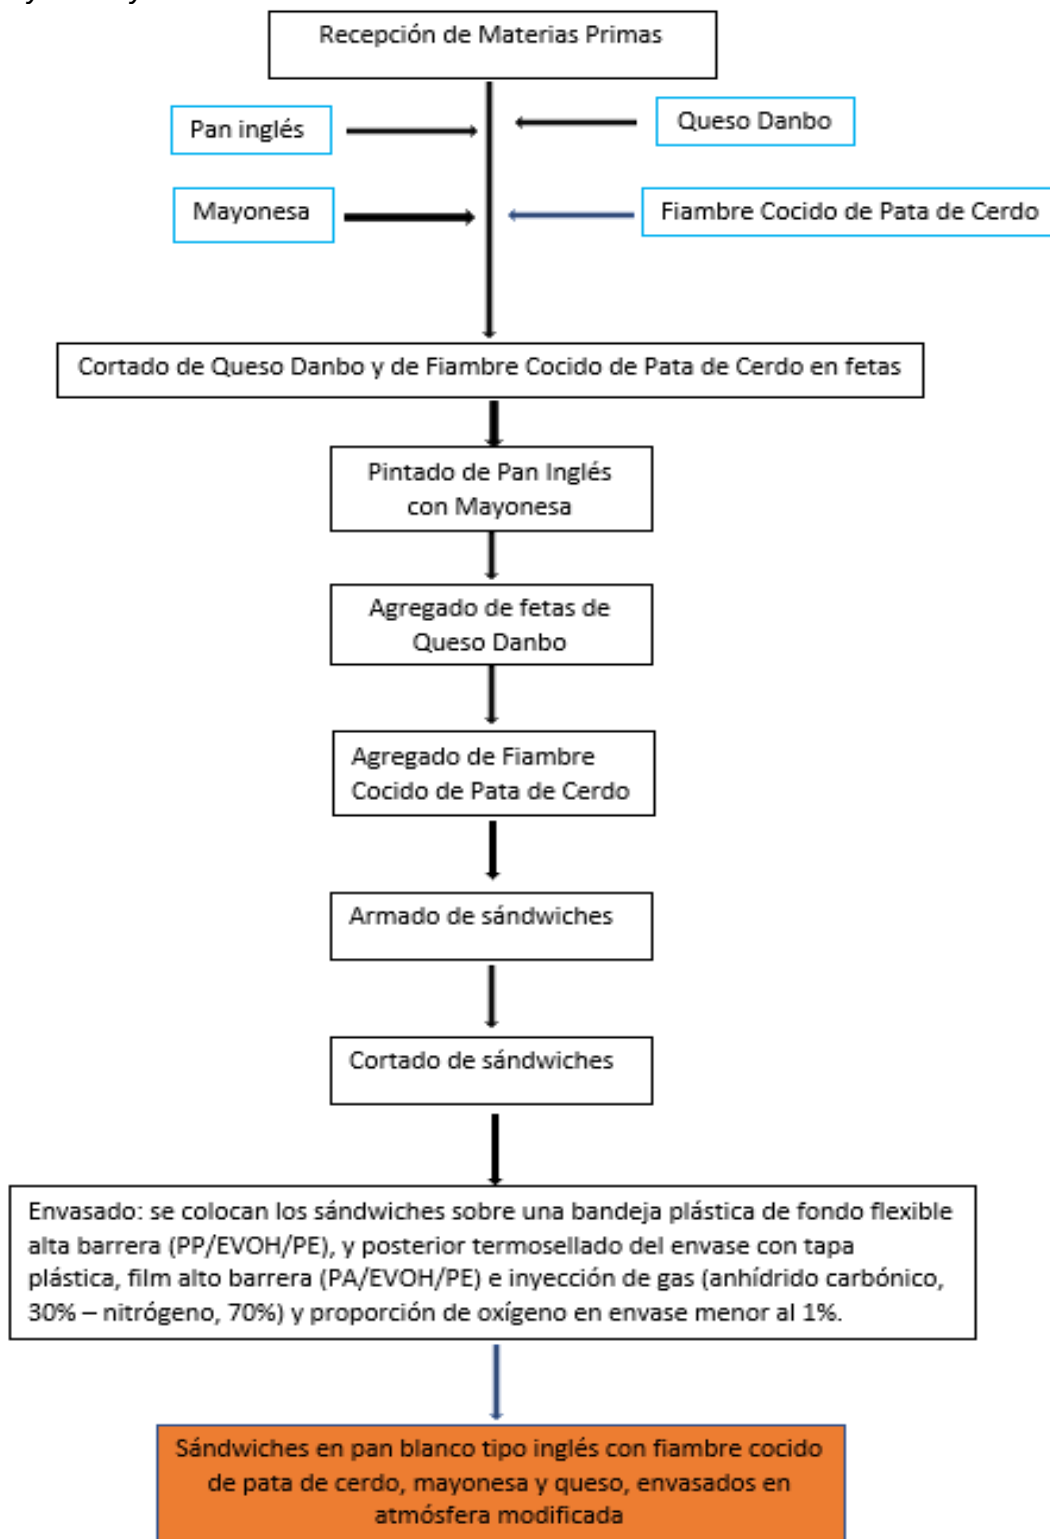 Recepción de Materias Primas
Pan inglés
Queso Danbo
Mayonesa
Fiambre Cocido de Pata de Cerdo
Cortado de Queso Danbo y de Fiambre Cocido de Pata de Cerdo en fetas
Pintado de Pan Inglés
con Mayonesa
Agregado de fetas de
Queso Danbo
Agregado de Fiambre
Cocido de Pata de Cerdo
Armado de sándwiches
Cortado de sándwiches
Envasado: se colocan los sándwiches sobre una bandeja plástica de fondo flexible
alta barrera (PP/EVOH/PE), y posterior termosellado del envase con tapa
plástica, film alto barrera (PA/EVOH/PE) e inyección de gas (anhídrido carbónico,
30% – nitrógeno, 70%) y proporción de oxígeno en envase menor al 1%.
Sándwiches en pan blanco tipo inglés con fiambre cocido
de pata de cerdo, mayonesa y queso, envasados en
atmósfera modificada